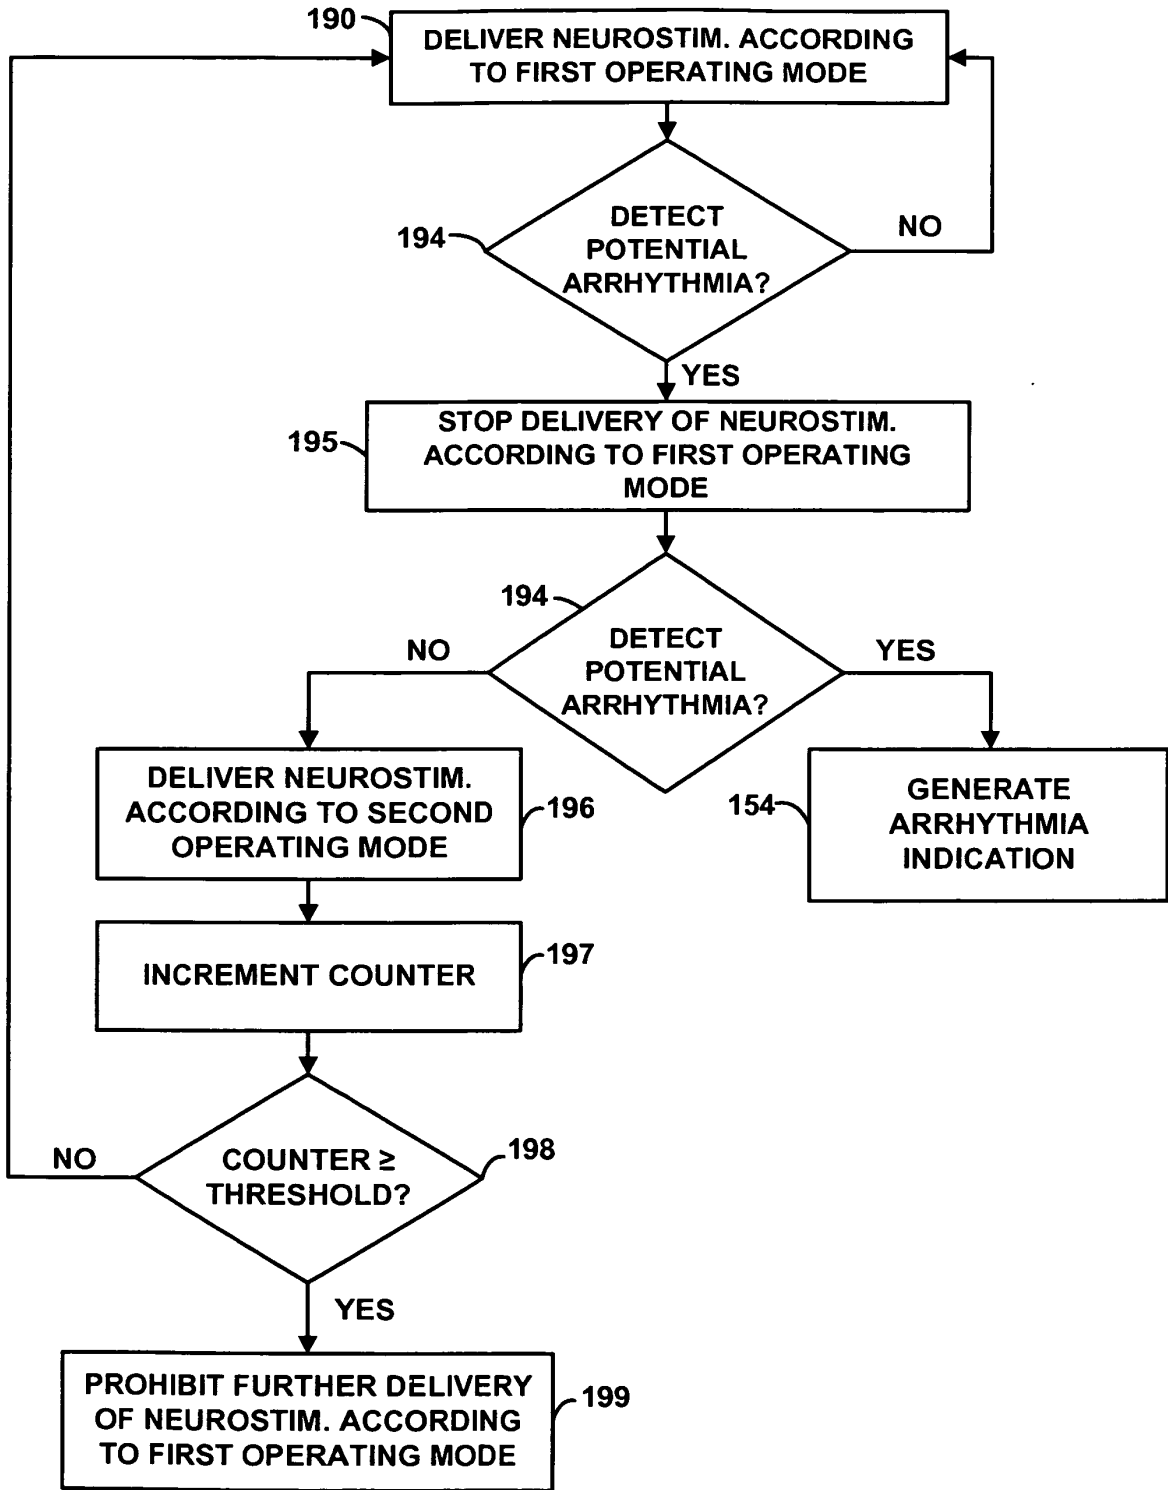 190
DELIVER NEUROSTIM. ACCORDING
TO FIRST OPERATING MODE
194
DETECT
POTENTIAL
ARRHYTHMIA?
NO
YES
195
STOP DELIVERY OF NEUROSTIM.
ACCORDING TO FIRST OPERATING
MODE
194
DETECT
POTENTIAL
ARRHYTHMIA?
NO
YES
DELIVER NEUROSTIM.
ACCORDING TO SECOND
OPERATING MODE
196
154
GENERATE
ARRHYTHMIA
INDICATION
INCREMENT COUNTER
197
NO
COUNTER ≥
THRESHOLD?
198
YES
PROHIBIT FURTHER DELIVERY
OF NEUROSTIM. ACCORDING
TO FIRST OPERATING MODE
199